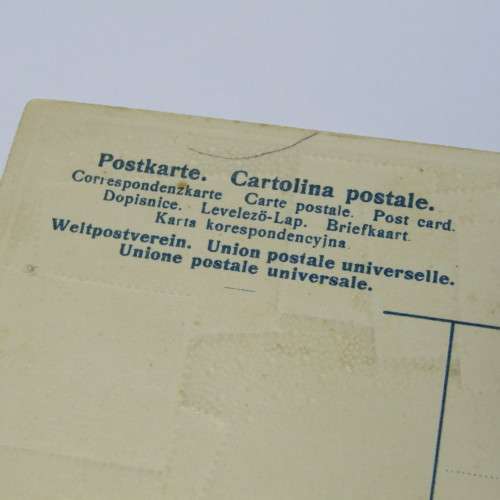 Postkarte. Cartolina postale.
Correspondenzkarte Carte postale. Post card.
Dopisnice. Levelező-Lap. Briefkaart.
Karta korespondencyjna
Weltpostverein. Union postale universelle.
Unione postale universale.